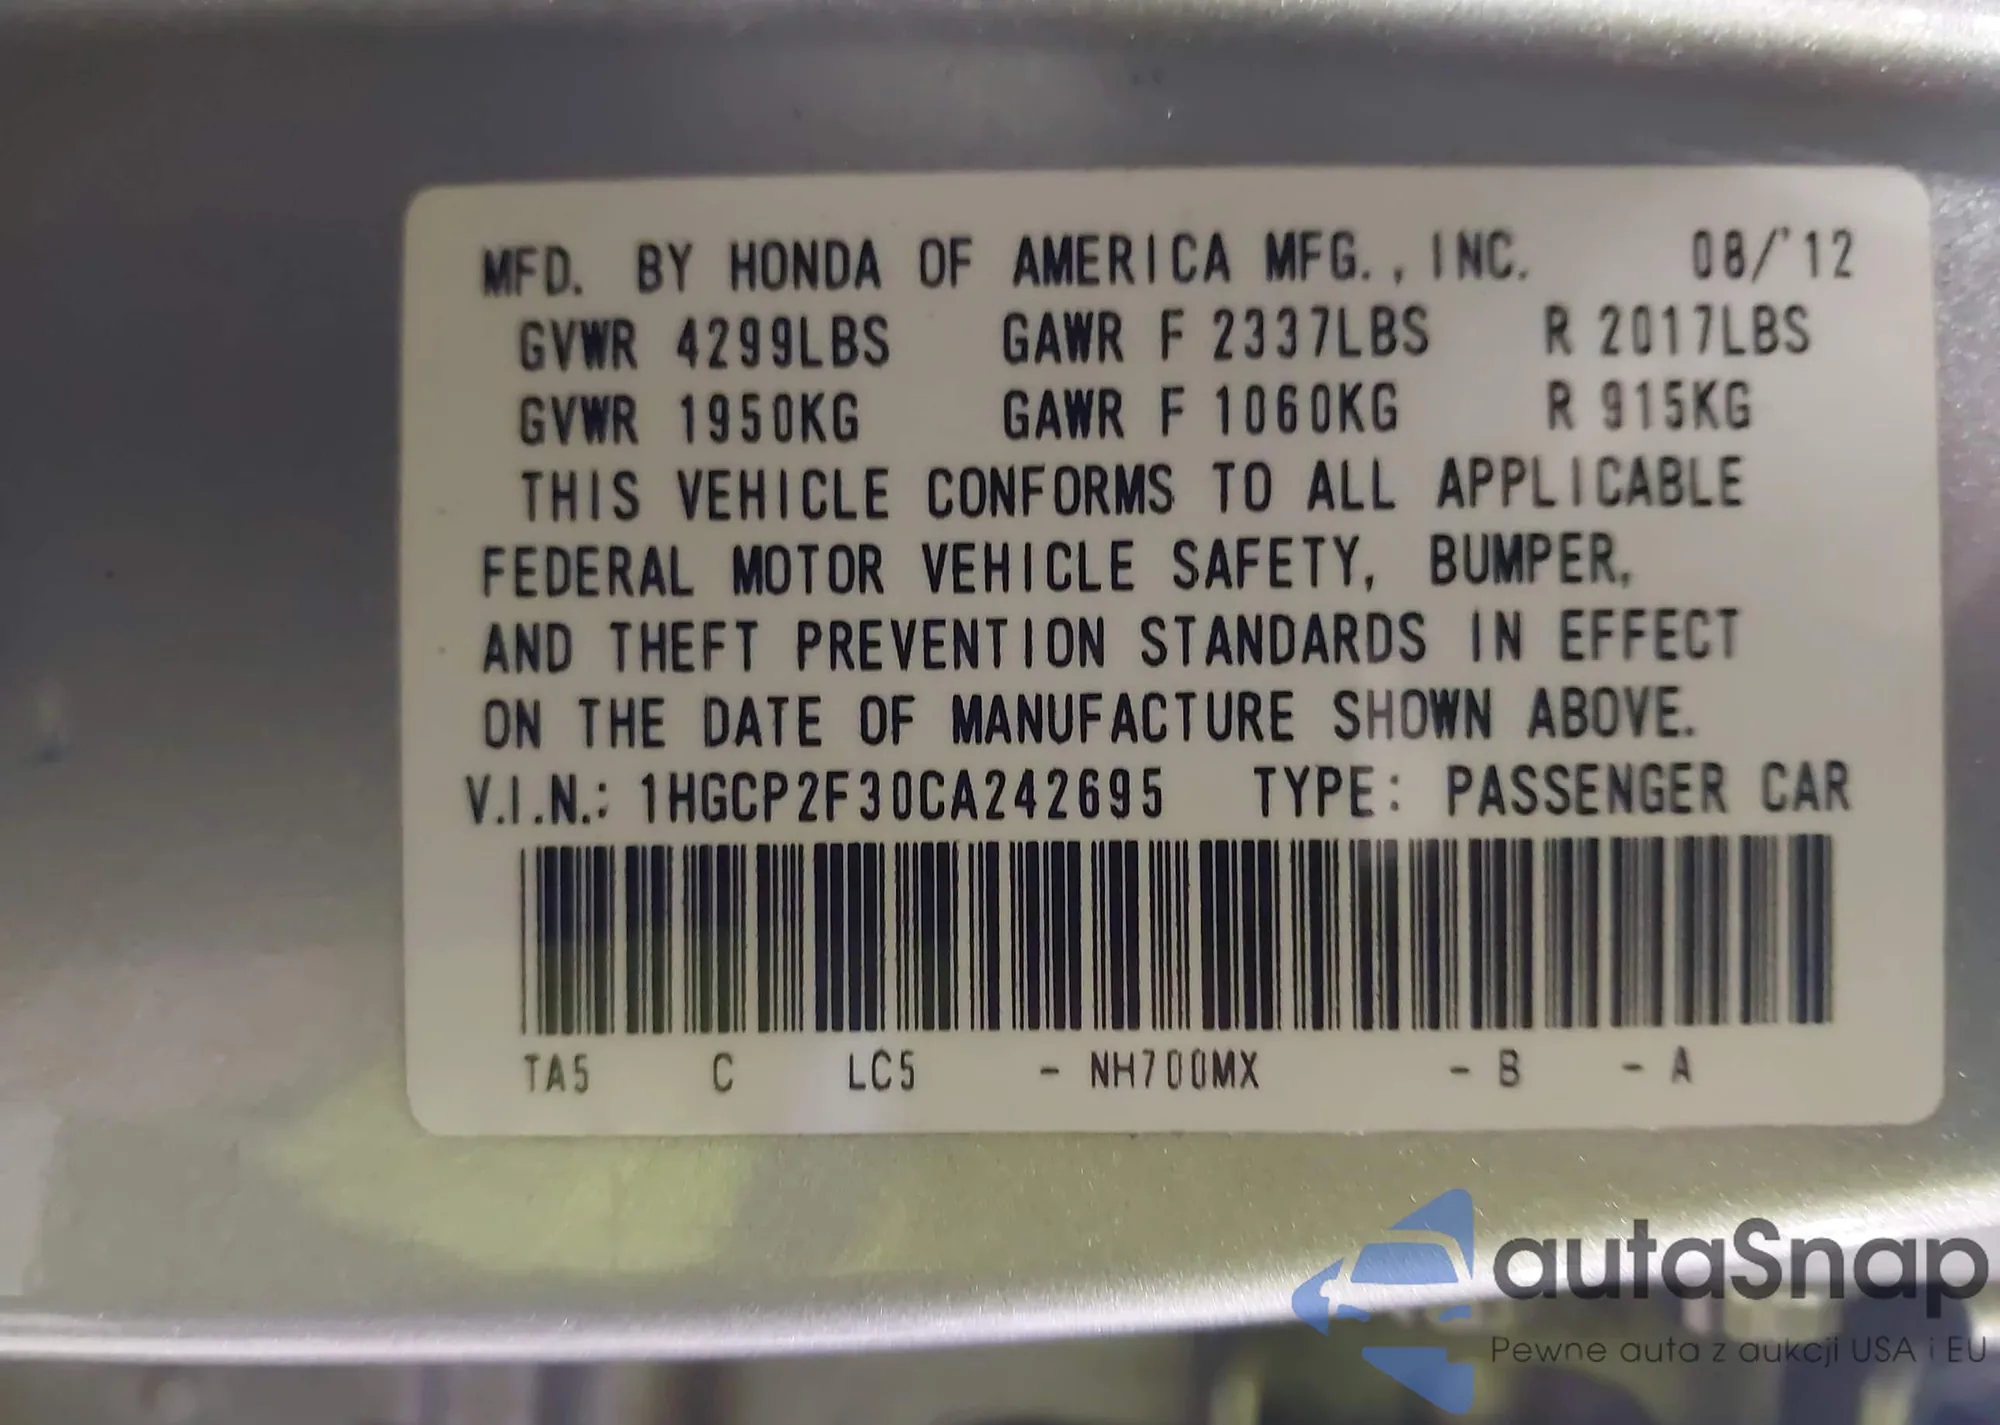 MFD. BY HONDA OF AMERICA MFG., INC. 08/'12
GVWR 4299LBS GAWR F 2337LBS R 2017LBS
GVWR 1950KG GAWR F 1060KG R 915KG
THIS VEHICLE CONFORMS TO ALL APPLICABLE
FEDERAL MOTOR VEHICLE SAFETY, BUMPER,
AND THEFT PREVENTION STANDARDS IN EFFECT
ON THE DATE OF MANUFACTURE SHOWN ABOVE.
V.I.N.: 1HGCP2F30CA242695 TYPE: PASSENGER CAR
TA5 C LC5 - NH700MX - B - A
autaSnap
Pewne auta z aukcji USA i EU